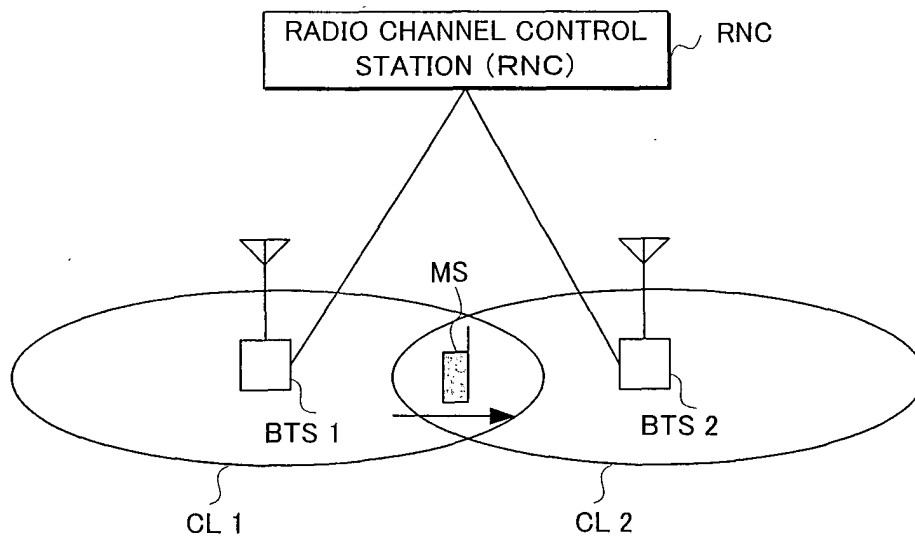 RADIO CHANNEL CONTROL
STATION (RNC)
RNC
MS
BTS 1
BTS 2
CL 1
CL 2